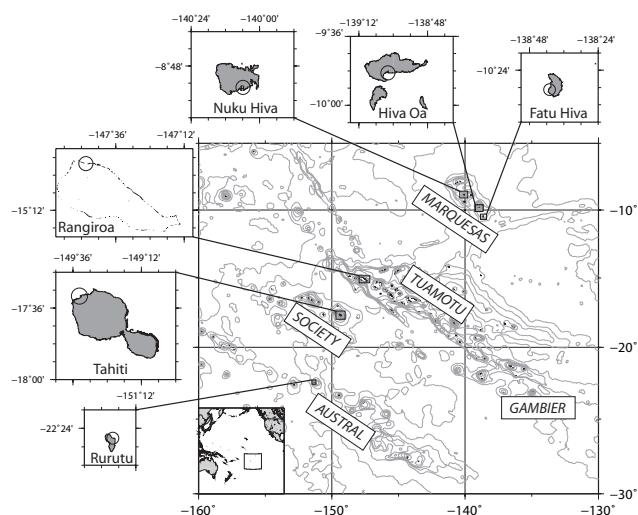 −140°24' −140°00'
−139°12' −138°48'
−138°48' −138°24'
−8°48'
Nuku Hiva
−9°36'
−10°00'
Hiva Oa
−10°24'
Fatu Hiva
−147°36' −147°12'
−15°12'
Rangiroa
−149°36' −149°12'
−17°36'
−18°00'
Tahiti
−151°12'
−22°24'
Rurutu
MARQUESAS
TUAMOTU
SOCIETY
AUSTRAL
GAMBIER
−10°
−20°
−30°
−160° −150° −140° −130°